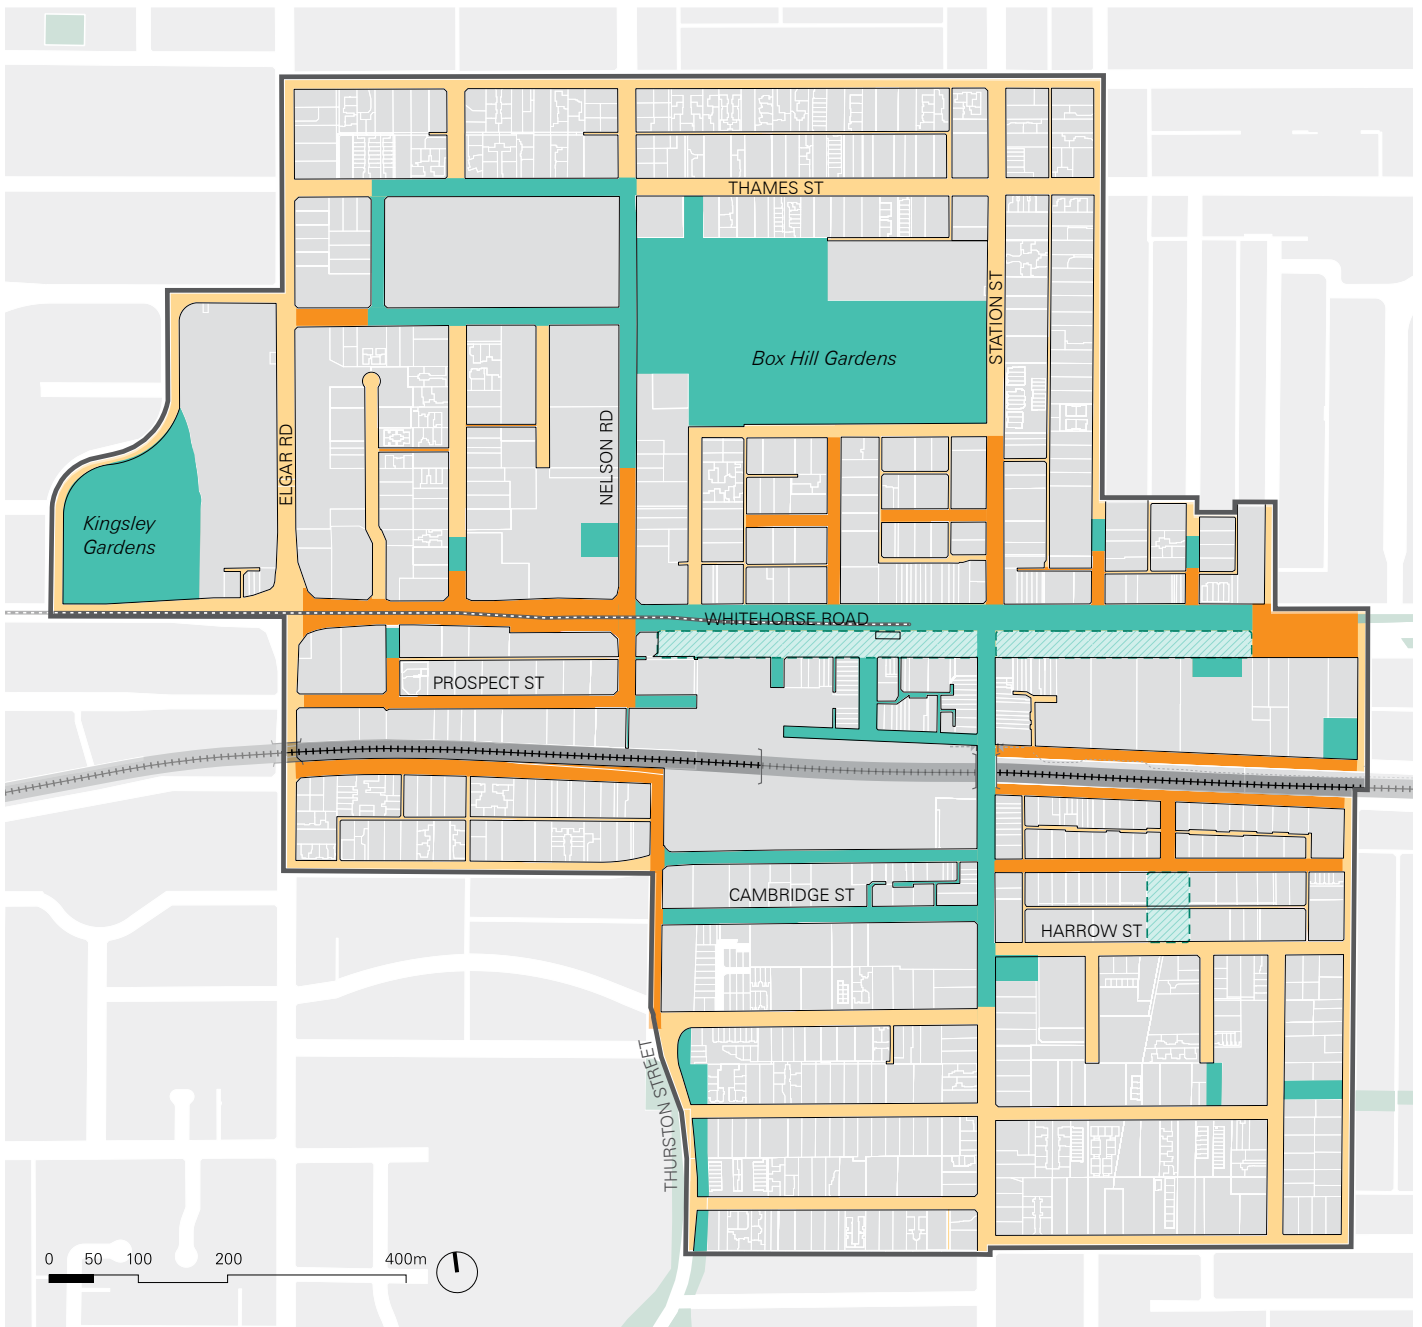 THAMES ST
STATION ST
Box Hill Gardens
ELGAR RD
NELSON RD
Kingsley
Gardens
WHITEHORSE ROAD
PROSPECT ST
CAMBRIDGE ST
HARROW ST
THURSTON STREET
0 50 100 200 400m